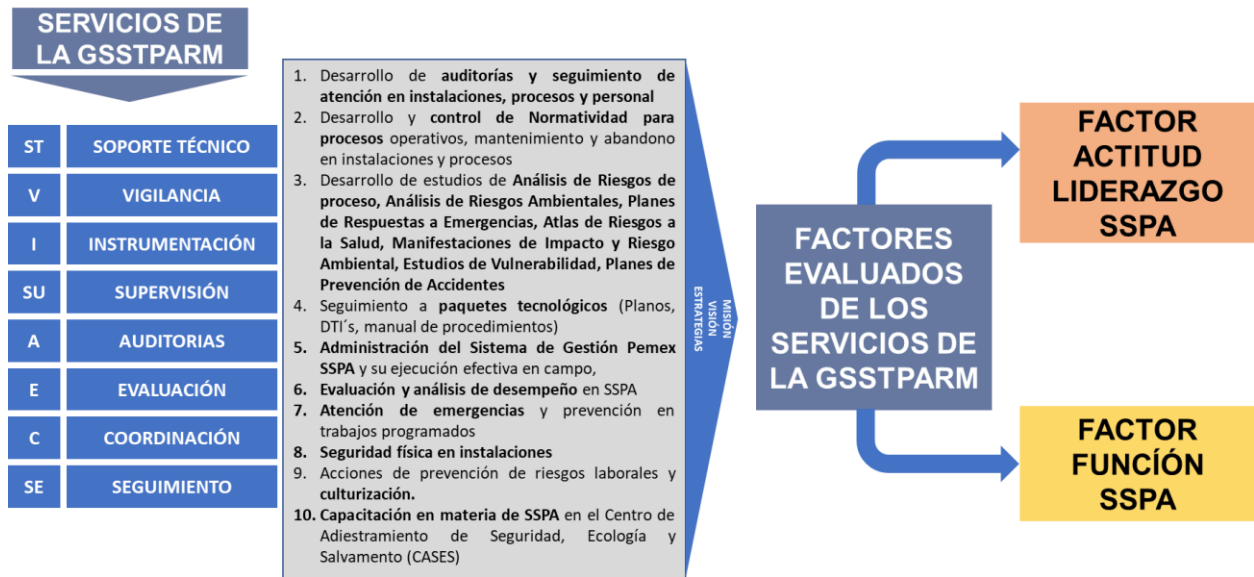 SERVICIOS DE
LA GSSTPARM
ST
SOPORTE TÉCNICO
V
VIGILANCIA
I
INSTRUMENTACIÓN
SU
SUPERVISIÓN
A
AUDITORIAS
E
EVALUACIÓN
C
COORDINACIÓN
SE
SEGUIMIENTO
1. Desarrollo de auditorías y seguimiento de
atención en instalaciones, procesos y personal
2. Desarrollo y control de Normatividad para
procesos operativos, mantenimiento y abandono
en instalaciones y procesos
3. Desarrollo de estudios de Análisis de Riesgos de
proceso, Análisis de Riesgos Ambientales, Planes
de Respuestas a Emergencias, Atlas de Riesgos a
la Salud, Manifestaciones de Impacto y Riesgo
Ambiental, Estudios de Vulnerabilidad, Planes de
Prevención de Accidentes
4. Seguimiento a paquetes tecnológicos (Planos,
DTI´s, manual de procedimientos)
5. Administración del Sistema de Gestión Pemex
SSPA y su ejecución efectiva en campo,
6. Evaluación y análisis de desempeño en SSPA
7. Atención de emergencias y prevención en
trabajos programados
8. Seguridad física en instalaciones
9. Acciones de prevención de riesgos laborales y
culturización.
10. Capacitación en materia de SSPA en el Centro de
Adiestramiento de Seguridad, Ecología y
Salvamento (CASES)
MISIÓN
VISIÓN
ESTRATEGIAS
FACTORES
EVALUADOS
DE LOS
SERVICIOS DE
LA GSSTPARM
FACTOR
ACTITUD
LIDERAZGO
SSPA
FACTOR
FUNCÍÓN
SSPA